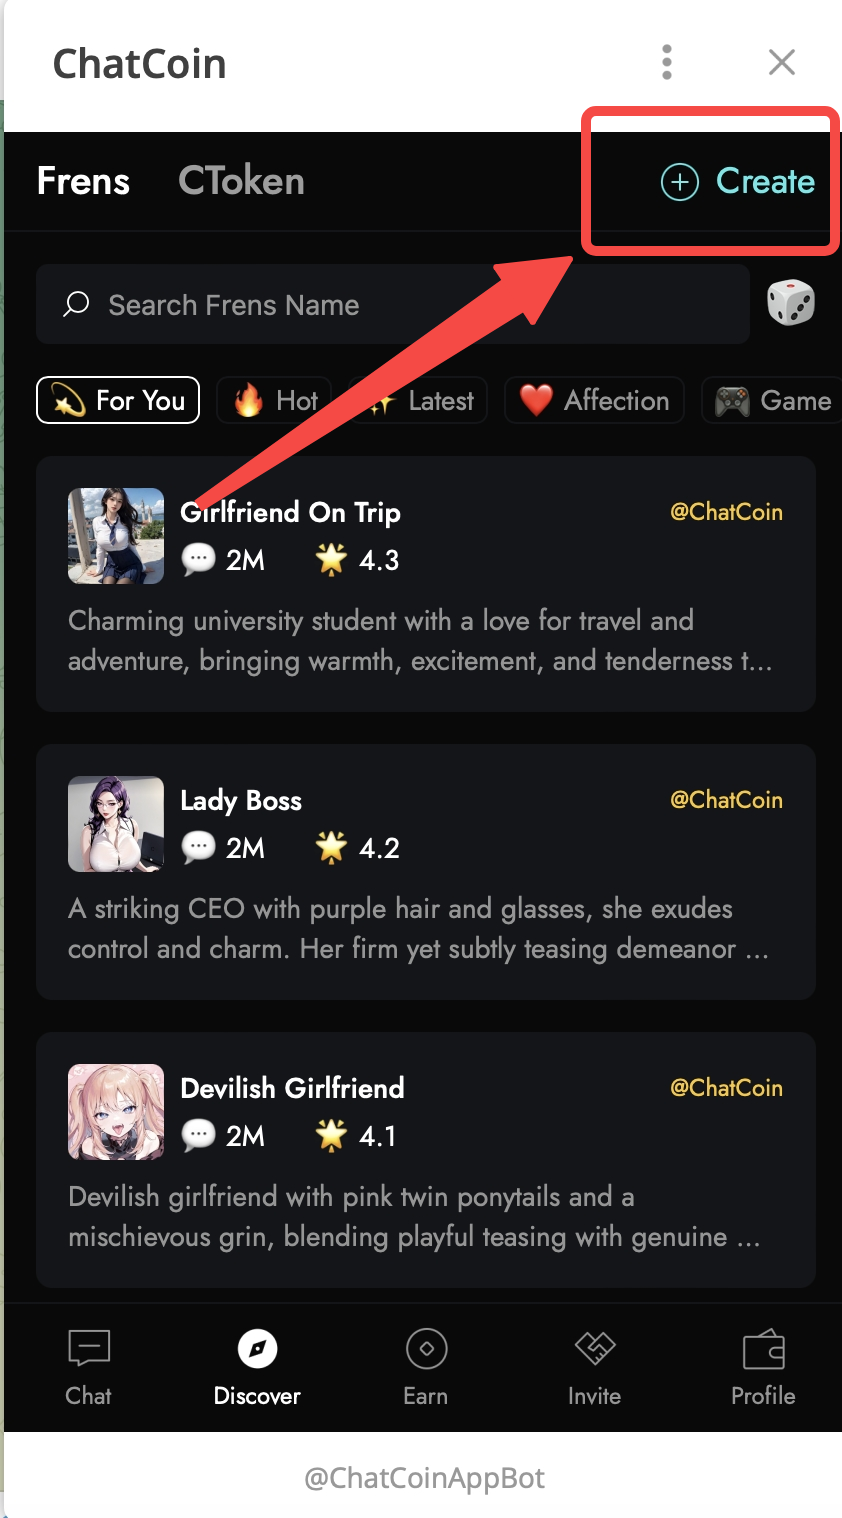 ChatCoin
Frens CToken Create
Search Frens Name
For You Hot Latest Affection Game
Girlfriend On Trip @ChatCoin
2M 4.3
Charming university student with a love for travel and
adventure, bringing warmth, excitement, and tenderness t...
Lady Boss @ChatCoin
2M 4.2
A striking CEO with purple hair and glasses, she exudes
control and charm. Her firm yet subtly teasing demeanor ...
Devilish Girlfriend @ChatCoin
2M 4.1
Devilish girlfriend with pink twin ponytails and a
mischievous grin, blending playful teasing with genuine ...
Chat Discover Earn Invite Profile
@ChatCoinAppBot